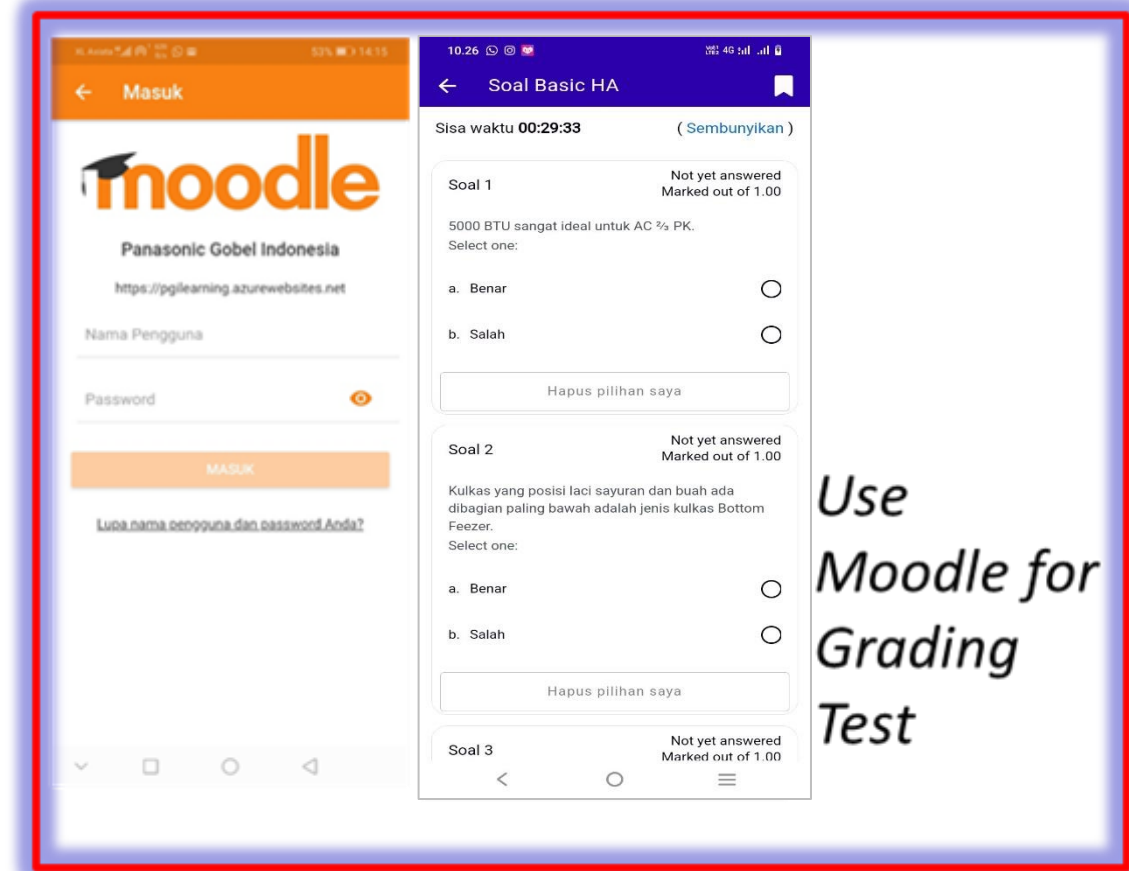 53% 14:15
Masuk
moodle
Panasonic Gobel Indonesia
https://pgilearning.azurewebsites.net
Nama Pengguna
Password
MASUK
Lupa nama pengguna dan password Anda?
10.26 4G
Soal Basic HA
Sisa waktu 00:29:33 ( Sembunyikan )
Soal 1
Not yet answered
Marked out of 1.00
5000 BTU sangat ideal untuk AC ⅔ PK.
Select one:
a. Benar
b. Salah
Hapus pilihan saya
Soal 2
Not yet answered
Marked out of 1.00
Kulkas yang posisi laci sayuran dan buah ada
dibagian paling bawah adalah jenis kulkas Bottom
Feezer.
Select one:
a. Benar
b. Salah
Hapus pilihan saya
Soal 3
Not yet answered
Marked out of 1.00
Use
Moodle for
Grading
Test